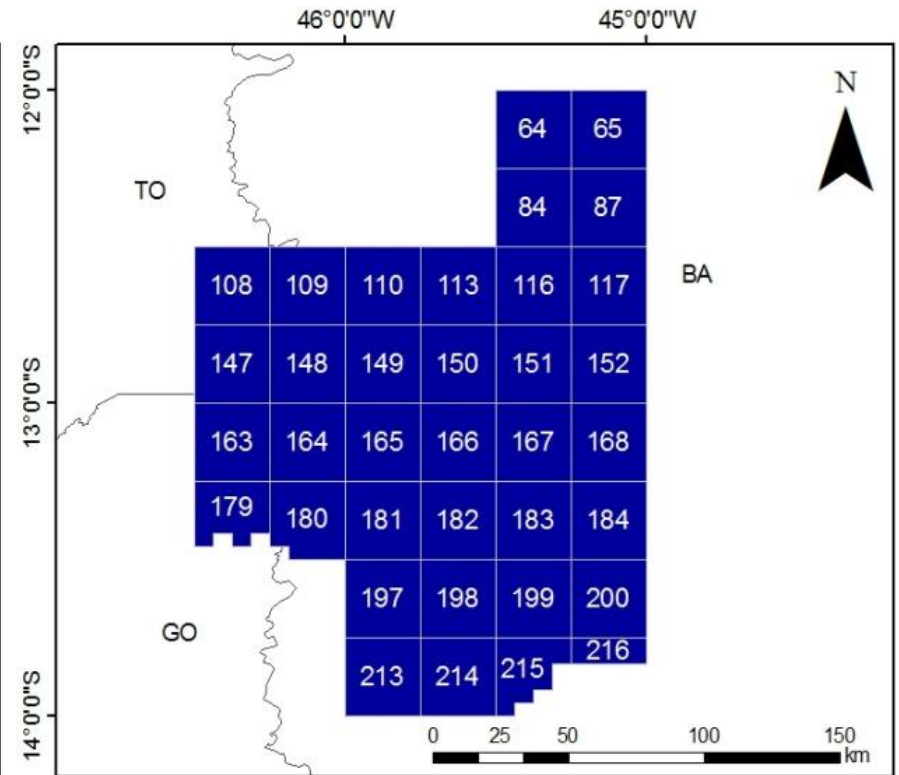 46°0'0"W 45°0'0"W
12°0'0"S
N
64 65
TO
84 87
BA
108 109 110 113 116 117
147 148 149 150 151 152
13°0'0"S
163 164 165 166 167 168
179 180 181 182 183 184
197 198 199 200
GO
213 214 215 216
14°0'0"S
0 25 50 100 150
km